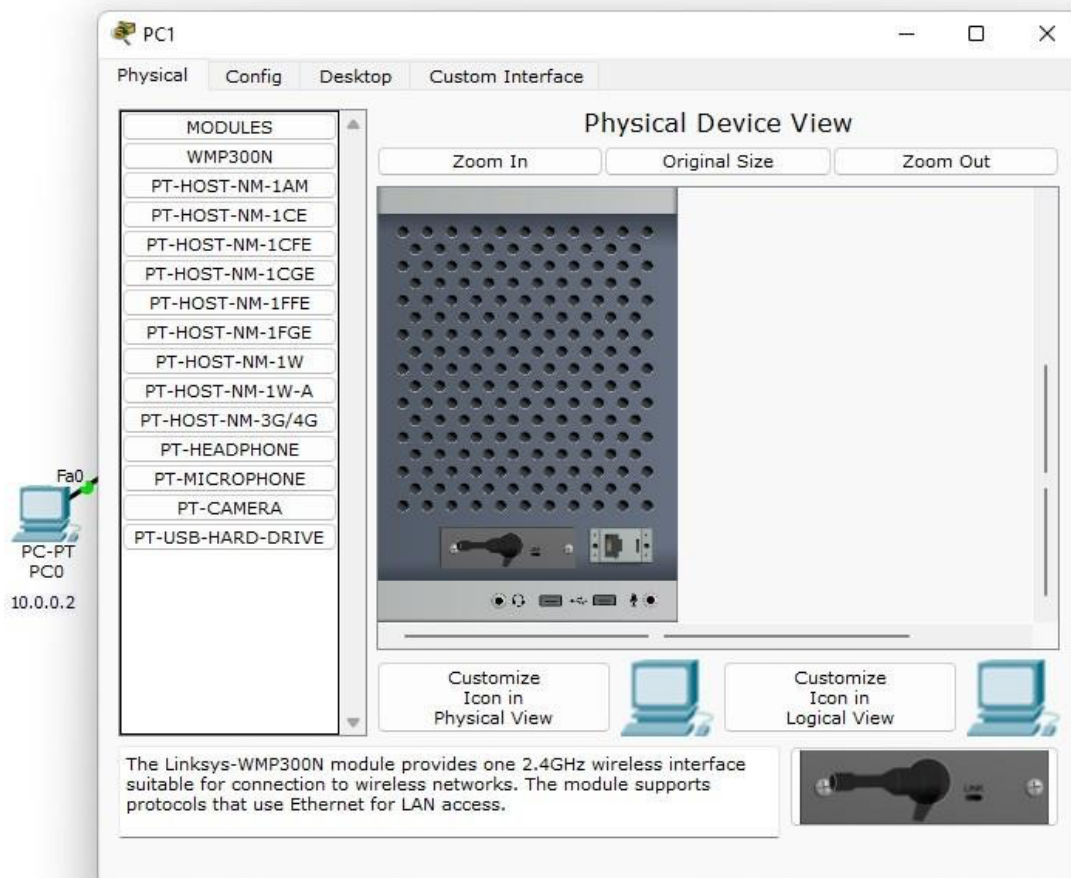 PC1
Physical
Config
Desktop
Custom Interface
MODULES
WMP300N
PT-HOST-NM-1AM
PT-HOST-NM-1CE
PT-HOST-NM-1CFE
PT-HOST-NM-1CGE
PT-HOST-NM-1FFE
PT-HOST-NM-1FGE
PT-HOST-NM-1W
PT-HOST-NM-1W-A
PT-HOST-NM-3G/4G
PT-HEADPHONE
PT-MICROPHONE
PT-CAMERA
PT-USB-HARD-DRIVE
Physical Device View
Zoom In
Original Size
Zoom Out
Fa0
PC-PT
PC0
10.0.0.2
Customize
Icon in
Physical View
Customize
Icon in
Logical View
The Linksys-WMP300N module provides one 2.4GHz wireless interface
suitable for connection to wireless networks. The module supports
protocols that use Ethernet for LAN access.
LINK